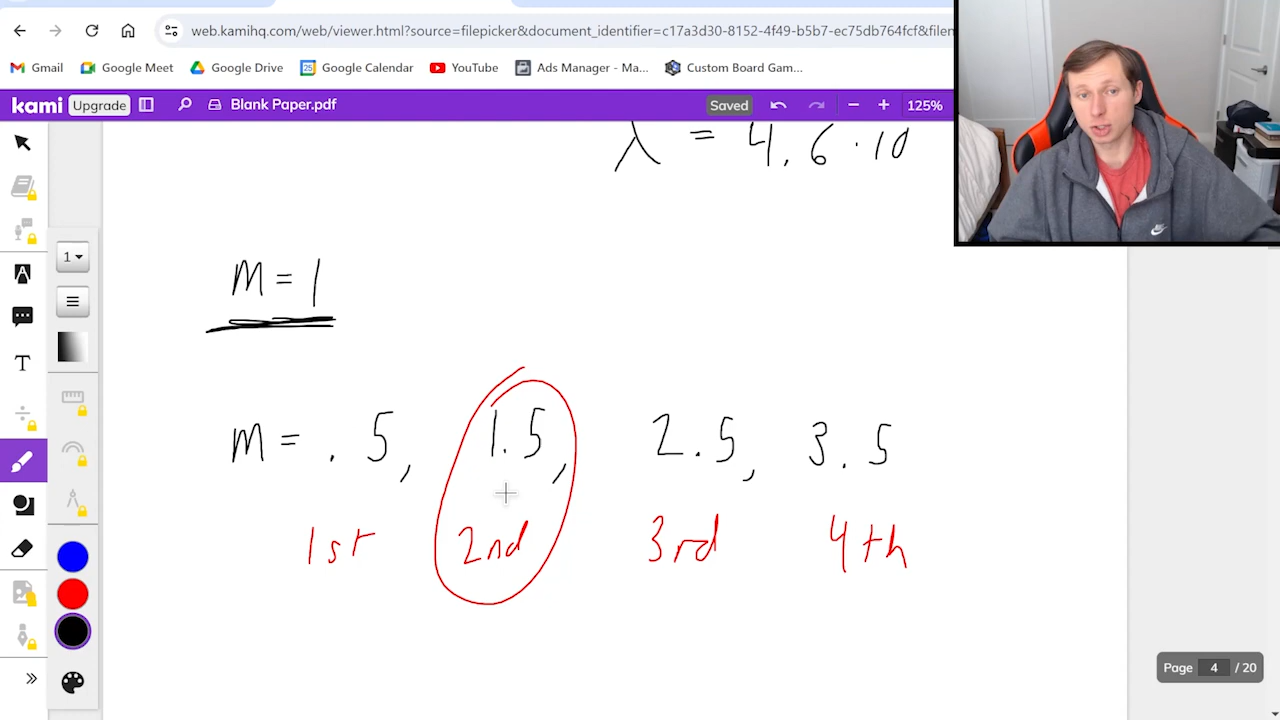 web.kamihq.com/web/viewer.html?source=filepicker&document_identifier=c17a3d30-8152-4f49-b5b7-ec75db764fcf&filen
Gmail Google Meet Google Drive Google Calendar YouTube Ads Manager - Ma... Custom Board Gam...
kami Upgrade Blank Paper.pdf Saved 125%
λ = 4.6 · 10
1
T
m = 1
m = .5, 1.5, 2.5, 3.5
1st 2nd 3rd 4th
Page 4 / 20